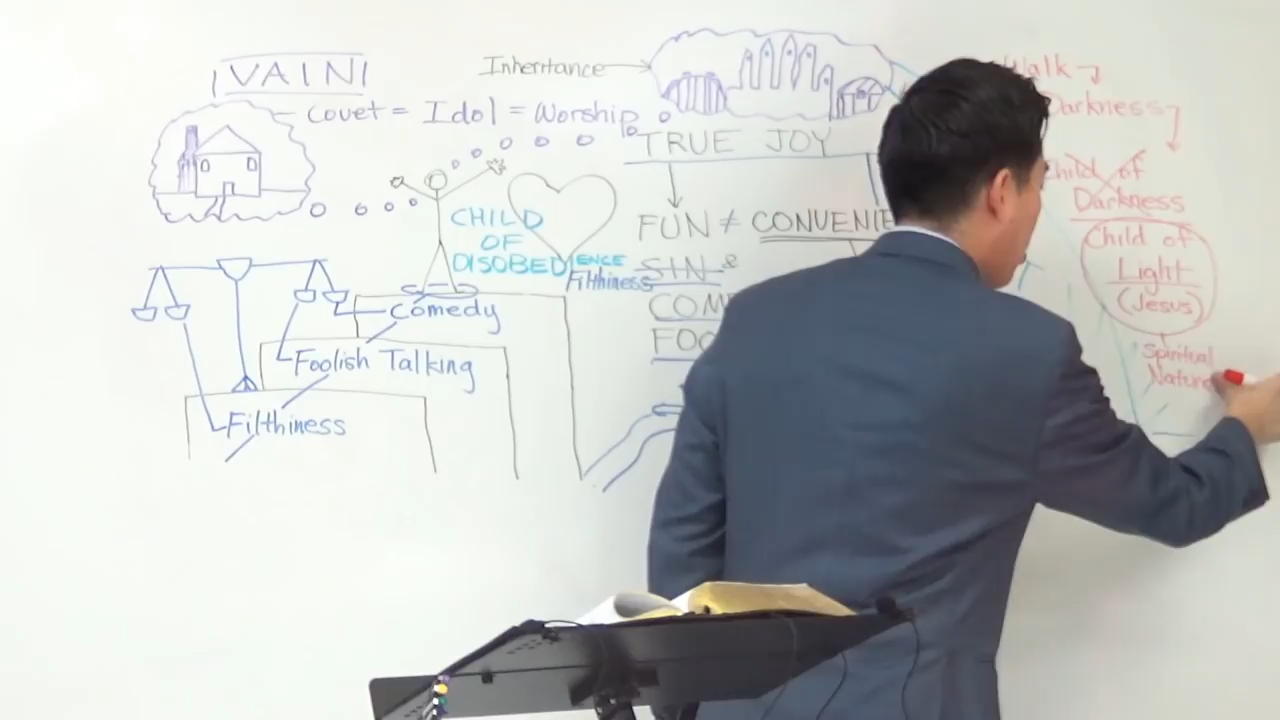 VAIN
Covet = Idol = Worship
Inheritance
TRUE JOY
FUN ≠ CONVENIE
SIN &
COM
FOO
CHILD
OF
DISOBEDIENCE
Filthiness
Comedy
Foolish Talking
Filthiness
Walk
Darkness
Child of
Darkness
Child of
Light
(Jesus)
Spiritual
Nature